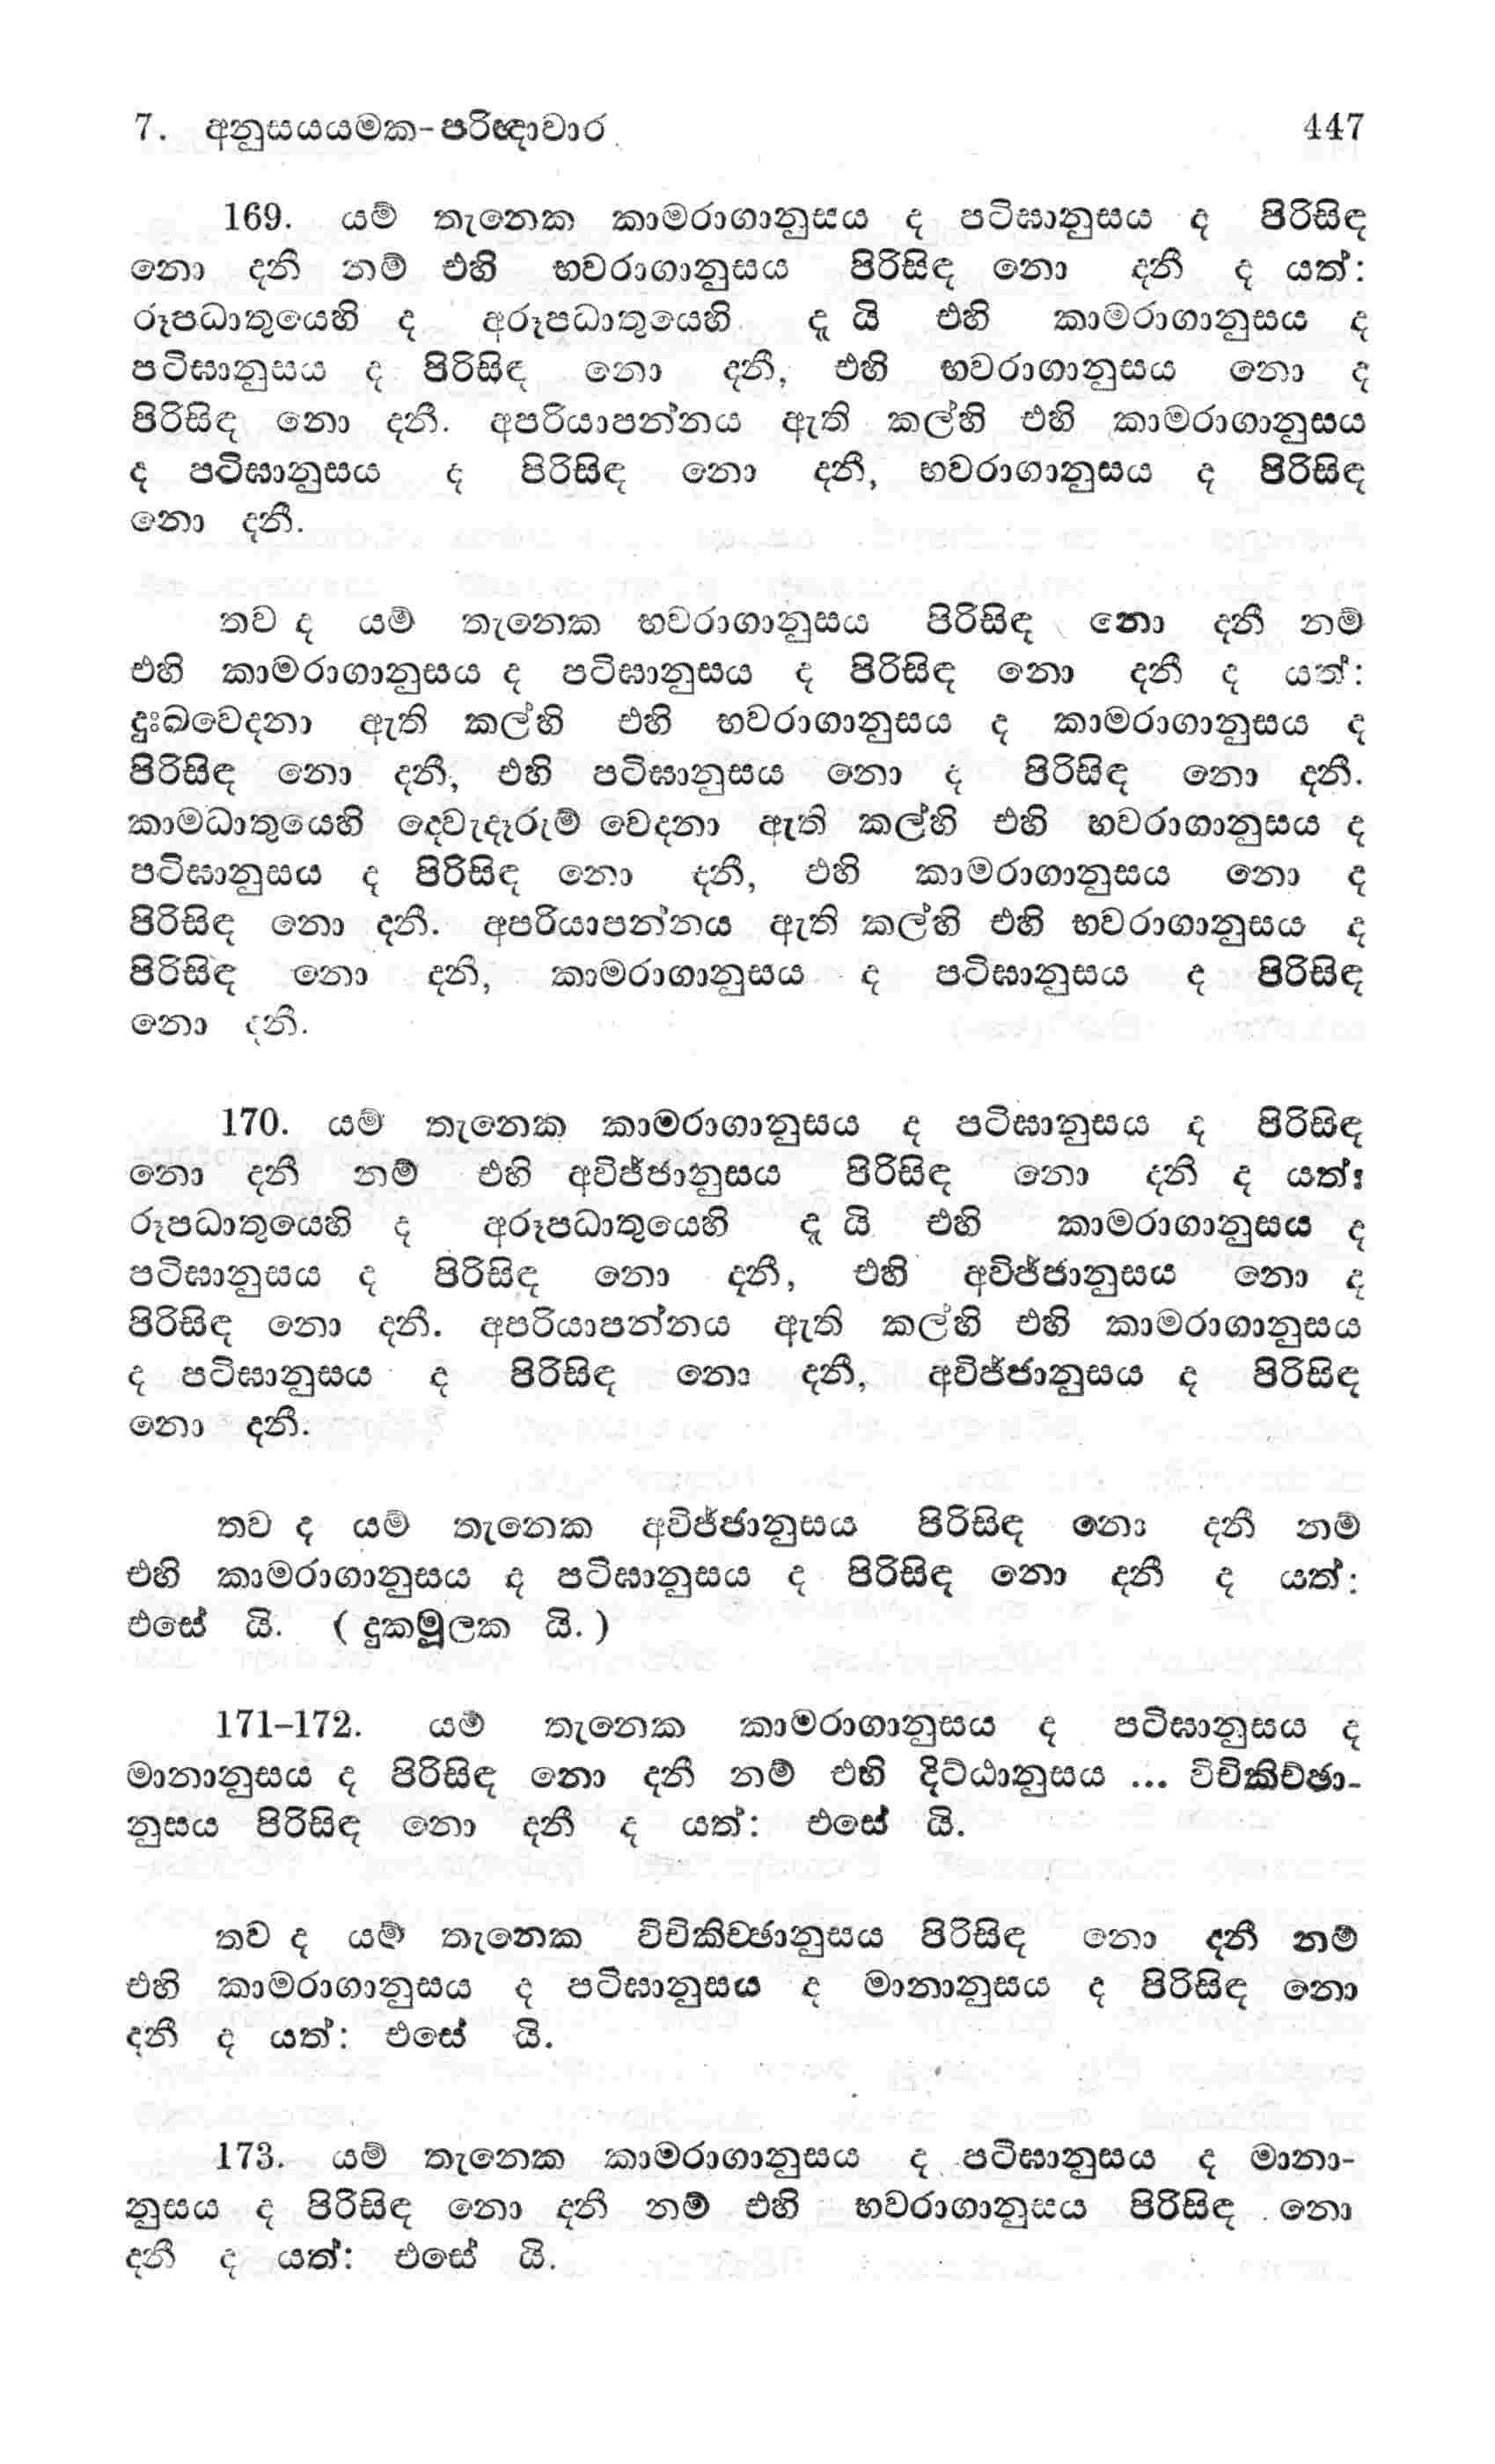 7. අනුසයයමක-පරිඥාවාර 447
169. යම් තැනෙක කාමරාගානුසය ද පටිඝානුසය ද පිරිසිඳ
නො දනී නම් එහි භවරාගානුසය පිරිසිඳ නො දනී ද යත්:
රූපධාතුයෙහි ද අරූපධාතුයෙහි දැ යි එහි කාමරාගානුසය ද
පටිඝානුසය ද පිරිසිඳ නො දනී, එහි භවරාගානුසය නො ද
පිරිසිඳ නො දනී. අපරියාපන්නය ඇති කල්හි එහි කාමරාගානුසය
ද පටිඝානුසය ද පිරිසිඳ නො දනී, භවරාගානුසය ද පිරිසිඳ
නො දනී.
තව ද යම් තැනෙක භවරාගානුසය පිරිසිඳ නො දනී නම්
එහි කාමරාගානුසය ද පටිඝානුසය ද පිරිසිඳ නො දනී ද යත්:
දුඃඛවෙදනා ඇති කල්හි එහි භවරාගානුසය ද කාමරාගානුසය ද
පිරිසිඳ නො දනී, එහි පටිඝානුසය නො ද පිරිසිඳ නො දනී.
කාමධාතුයෙහි දෙවැදෑරුම් වෙදනා ඇති කල්හි එහි භවරාගානුසය ද
පටිඝානුසය ද පිරිසිඳ නො දනී, එහි කාමරාගානුසය නො ද
පිරිසිඳ නො දනී. අපරියාපන්නය ඇති කල්හි එහි භවරාගානුසය ද
පිරිසිඳ නො දනී, කාමරාගානුසය ද පටිඝානුසය ද පිරිසිඳ
නො දනී.
170. යම් තැනෙක කාමරාගානුසය ද පටිඝානුසය ද පිරිසිඳ
නො දනී නම් එහි අවිජ්ජානුසය පිරිසිඳ නො දනී ද යත්:
රූපධාතුයෙහි ද අරූපධාතුයෙහි දැ යි එහි කාමරාගානුසය ද
පටිඝානුසය ද පිරිසිඳ නො දනී, එහි අවිජ්ජානුසය නො ද
පිරිසිඳ නො දනී. අපරියාපන්නය ඇති කල්හි එහි කාමරාගානුසය
ද පටිඝානුසය ද පිරිසිඳ නො දනී, අවිජ්ජානුසය ද පිරිසිඳ
නො දනී.
තව ද යම් තැනෙක අවිජ්ජානුසය පිරිසිඳ නො දනී නම්
එහි කාමරාගානුසය ද පටිඝානුසය ද පිරිසිඳ නො දනී ද යත්:
එසේ යි. (දුකමූලක යි.)
171-172. යම් තැනෙක කාමරාගානුසය ද පටිඝානුසය ද
මානානුසය ද පිරිසිඳ නො දනී නම් එහි දිට්ඨානුසය ... විචිකිච්ඡා-
නුසය පිරිසිඳ නො දනී ද යත්: එසේ යි.
තව ද යම් තැනෙක විචිකිච්ඡානුසය පිරිසිඳ නො දනී නම්
එහි කාමරාගානුසය ද පටිඝානුසය ද මානානුසය ද පිරිසිඳ නො
දනී ද යත්: එසේ යි.
173. යම් තැනෙක කාමරාගානුසය ද පටිඝානුසය ද මානා-
නුසය ද පිරිසිඳ නො දනී නම් එහි භවරාගානුසය පිරිසිඳ නො
දනී ද යත්: එසේ යි.